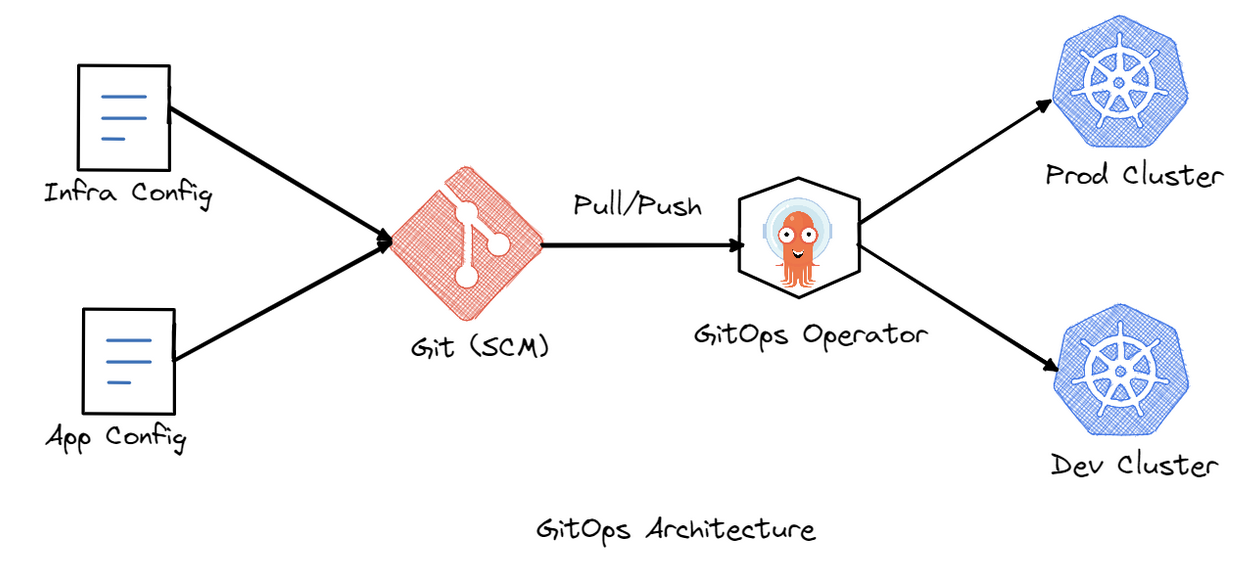 Infra Config
App Config
Git (SCM)
Pull/Push
GitOps Operator
Prod Cluster
Dev Cluster
GitOps Architecture